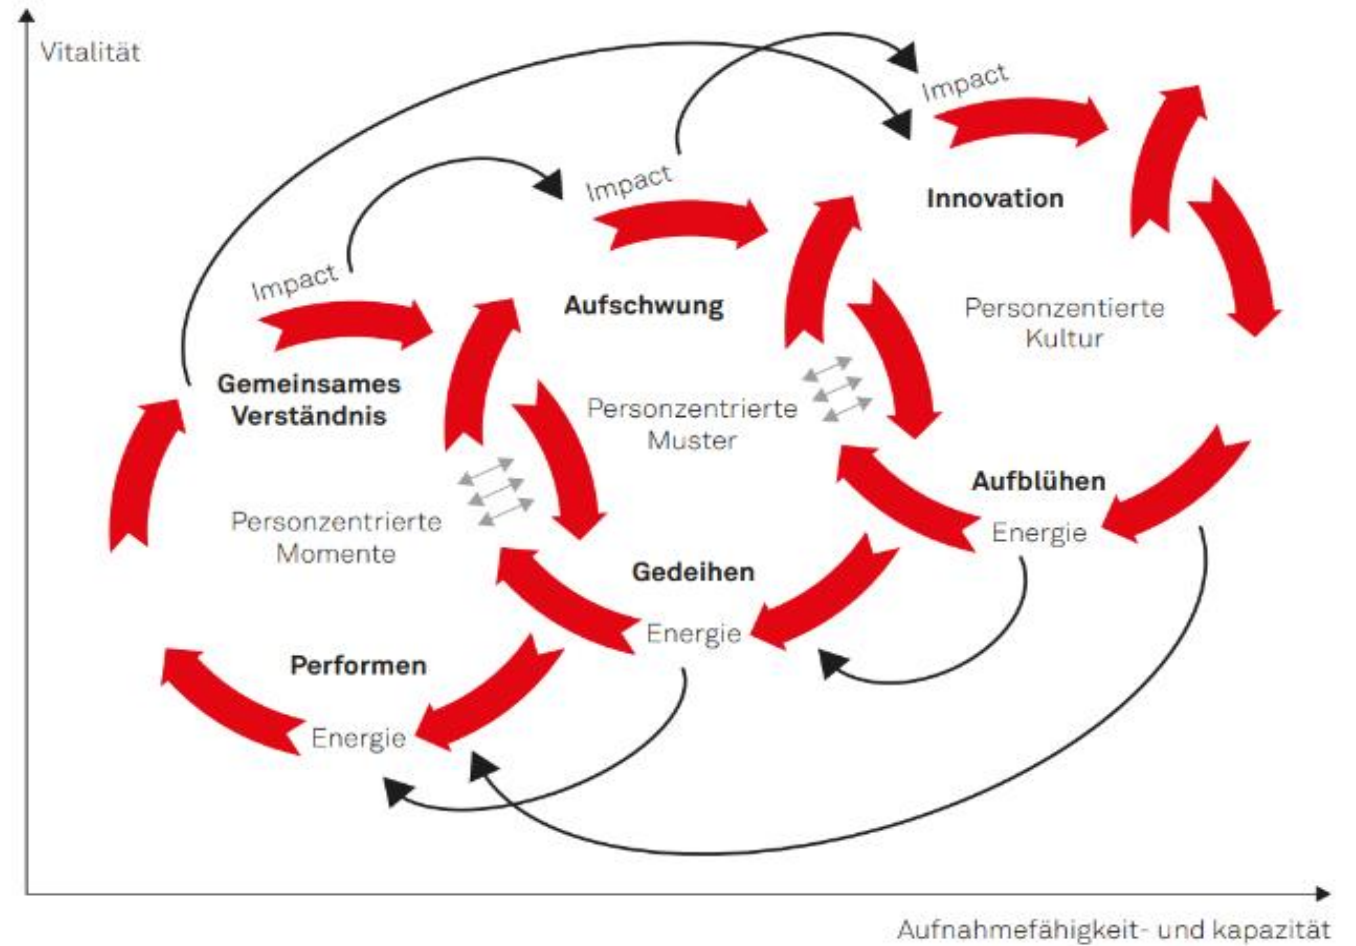 Vitalität
Impact
Innovation
Personzentierte
Kultur
Impact
Aufschwung
Personzentrierte
Muster
Impact
Gemeinsames
Verständnis
Personzentrierte
Momente
Aufblühen
Energie
Gedeihen
Energie
Performen
Energie
Aufnahmefähigkeit- und kapazität